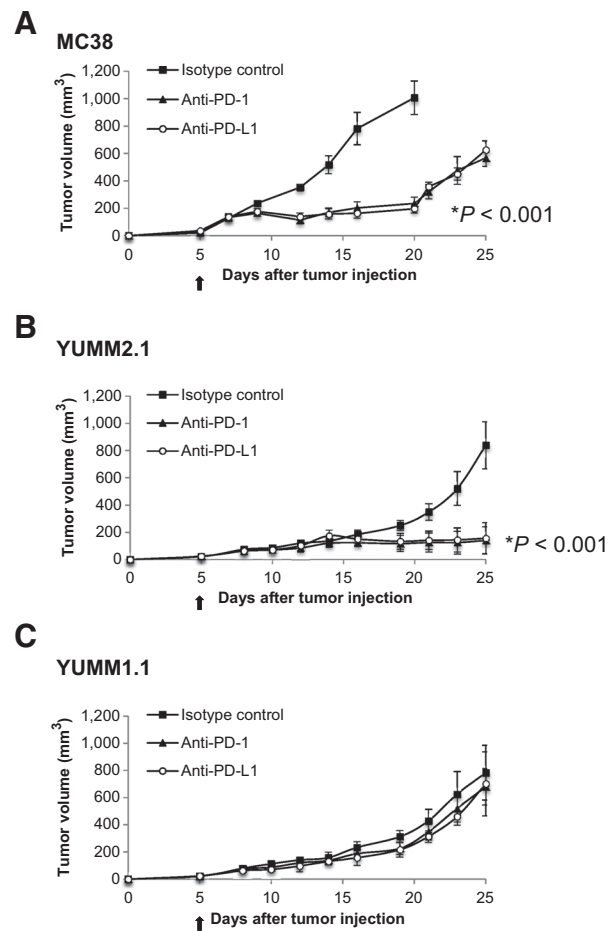 A
MC38
Tumor volume (mm³)
1,200
1,000
800
600
400
200
0
Isotype control
Anti-PD-1
Anti-PD-L1
*P < 0.001
0 5 10 15 20 25
Days after tumor injection
B
YUMM2.1
Tumor volume (mm³)
1,200
1,000
800
600
400
200
0
Isotype control
Anti-PD-1
Anti-PD-L1
*P < 0.001
0 5 10 15 20 25
Days after tumor injection
C
YUMM1.1
Tumor volume (mm³)
1,200
1,000
800
600
400
200
0
Isotype control
Anti-PD-1
Anti-PD-L1
0 5 10 15 20 25
Days after tumor injection